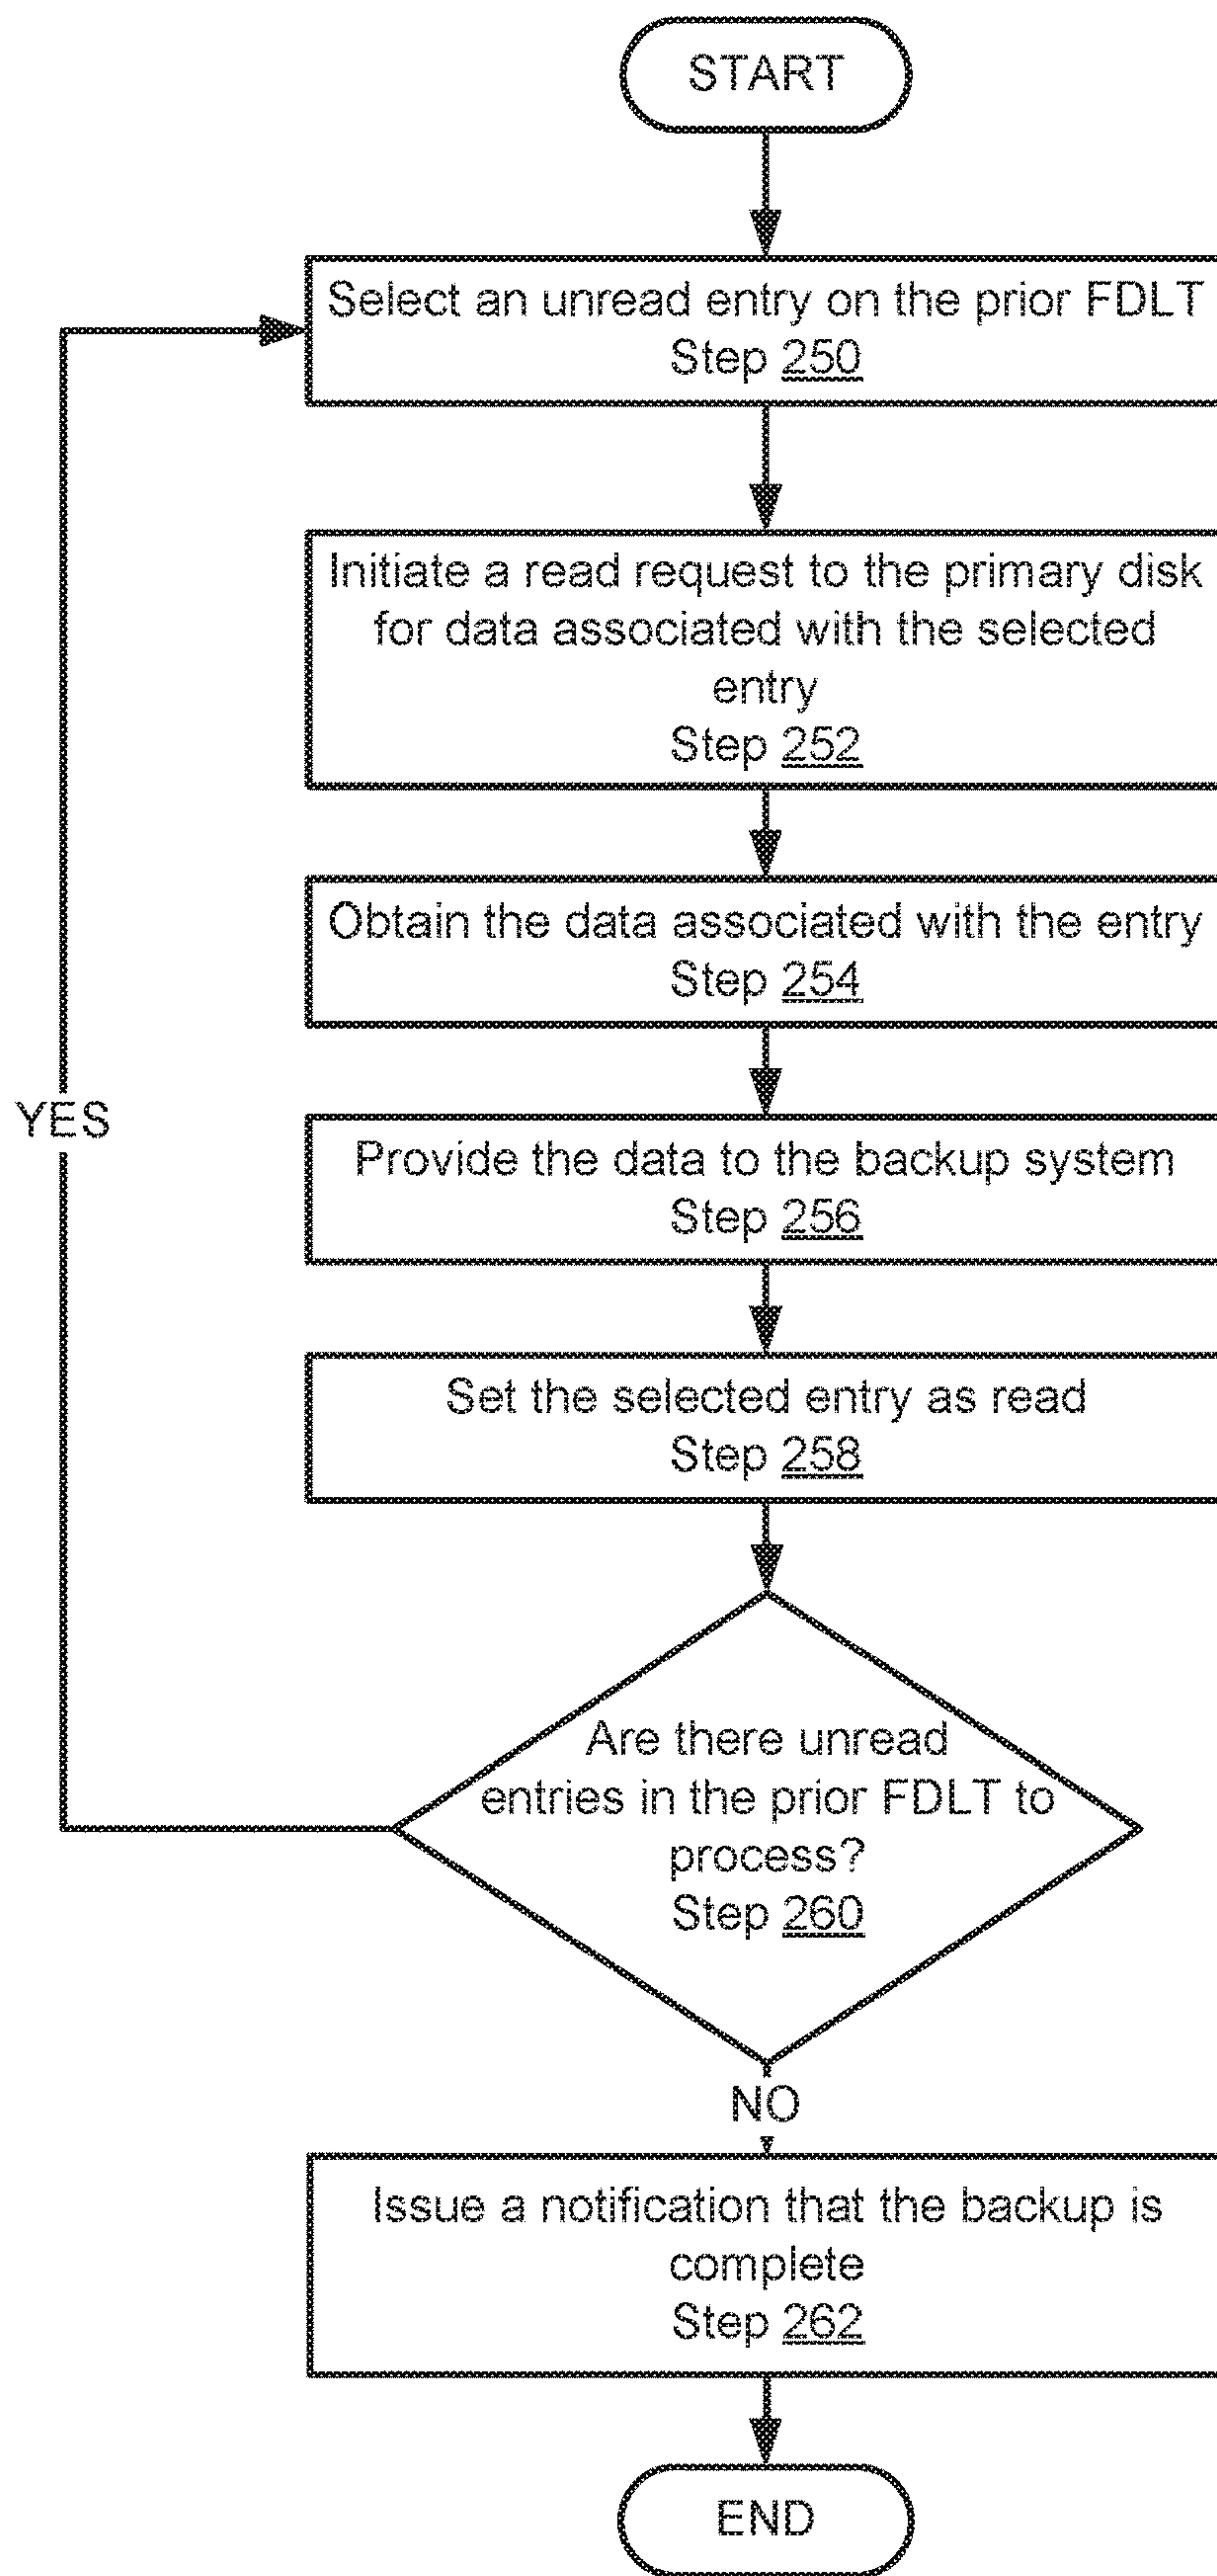 START
Select an unread entry on the prior FDLT
Step 250
Initiate a read request to the primary disk
for data associated with the selected
entry
Step 252
Obtain the data associated with the entry
Step 254
YES
Provide the data to the backup system
Step 256
Set the selected entry as read
Step 258
Are there unread
entries in the prior FDLT to
process?
Step 260
NO
Issue a notification that the backup is
complete
Step 262
END